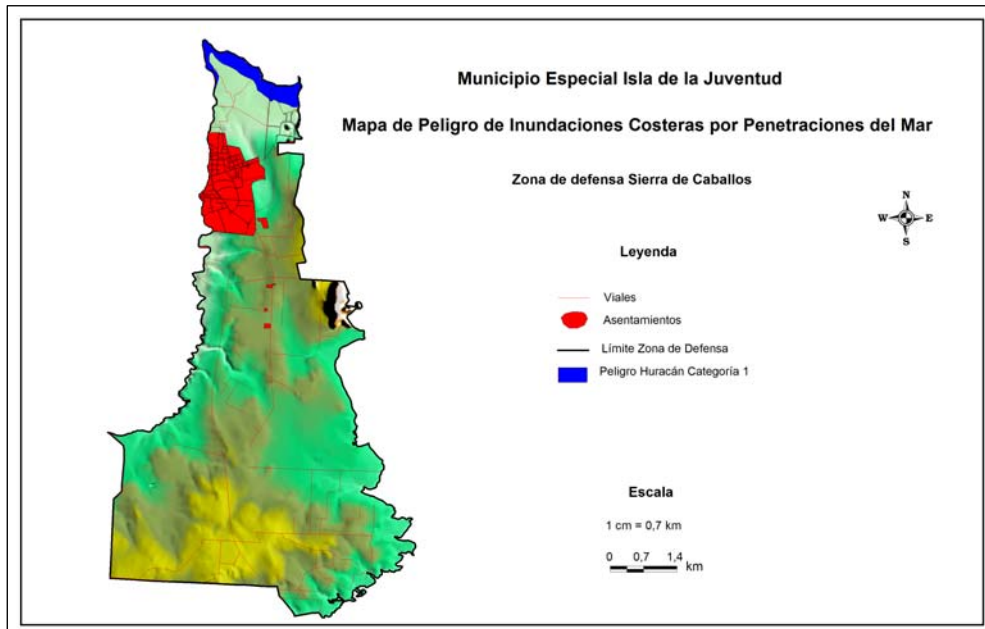 Municipio Especial Isla de la Juventud
Mapa de Peligro de Inundaciones Costeras por Penetraciones del Mar
Zona de defensa Sierra de Caballos
N
W E
S
Leyenda
Viales
Asentamientos
Límite Zona de Defensa
Peligro Huracán Categoría 1
Escala
1 cm = 0,7 km
0 0,7 1,4
km